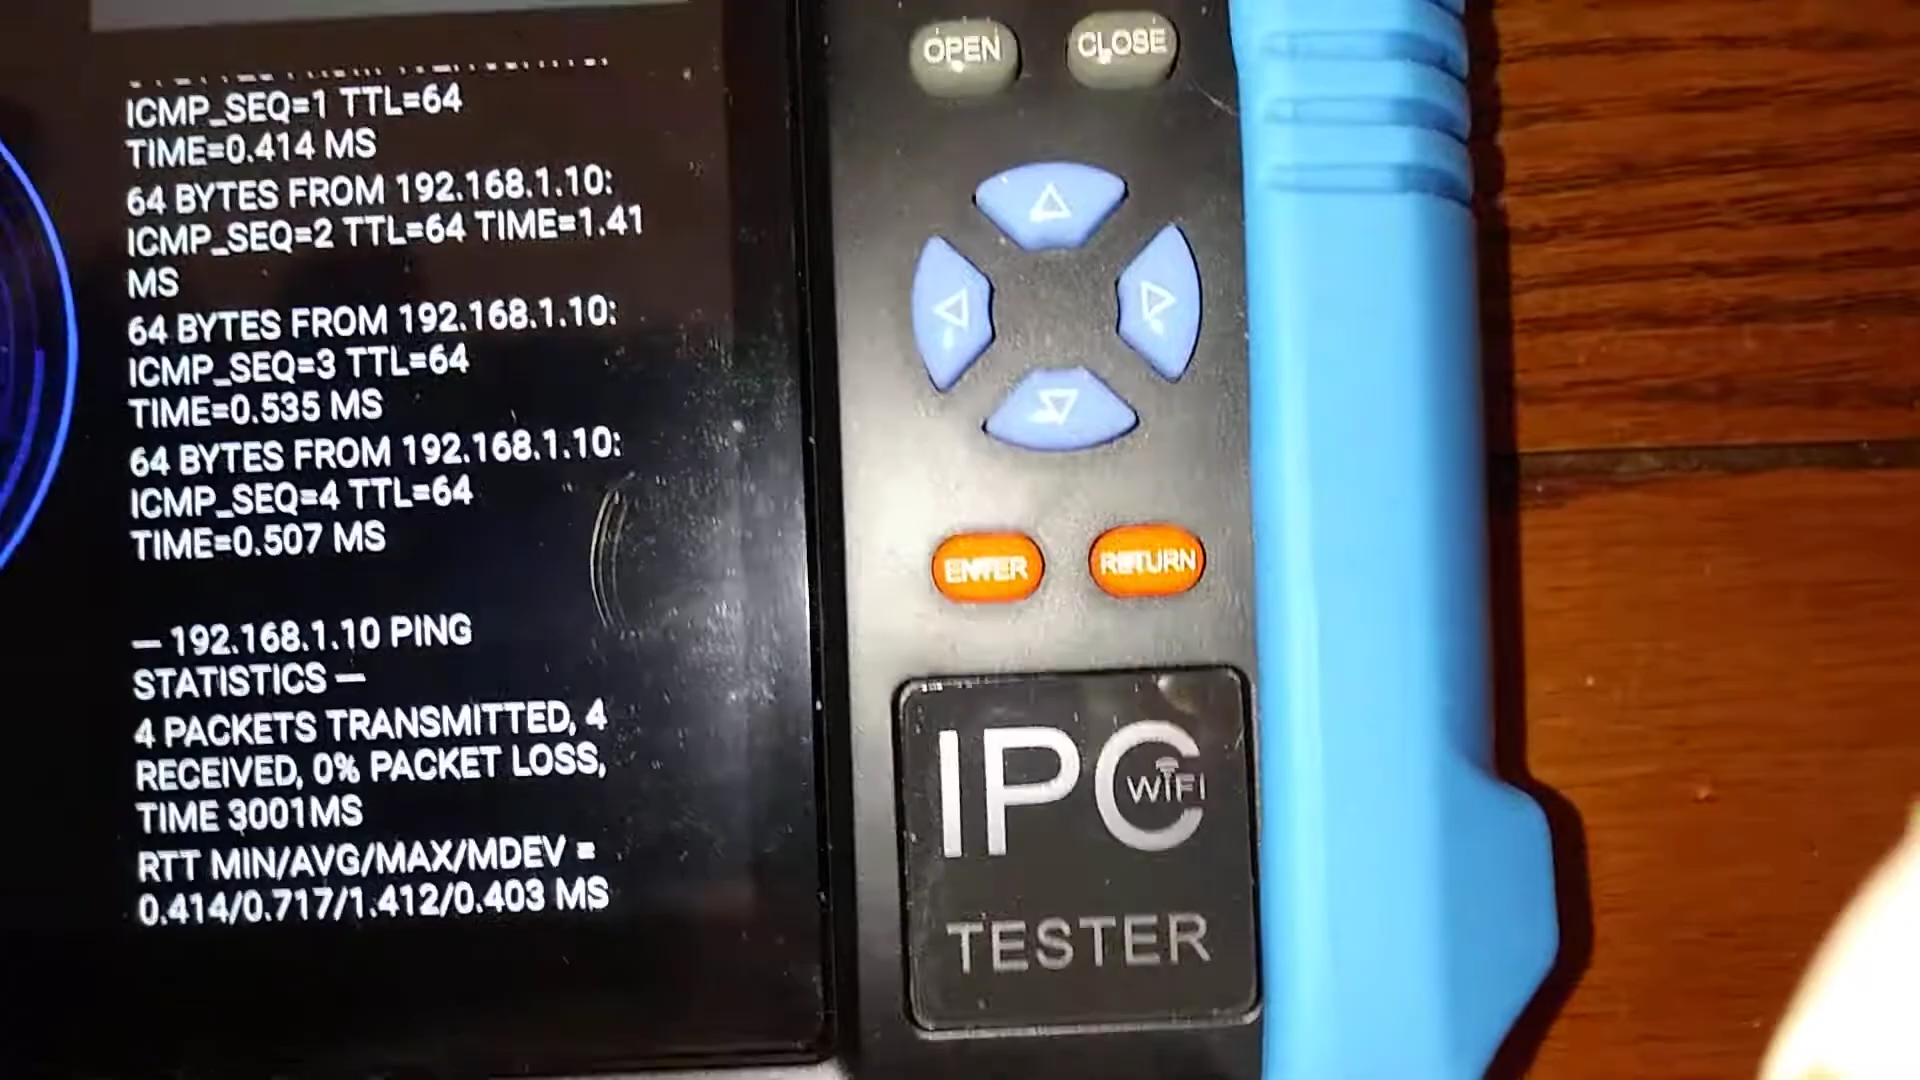 ICMP_SEQ=1 TTL=64
TIME=0.414 MS
64 BYTES FROM 192.168.1.10:
ICMP_SEQ=2 TTL=64 TIME=1.41
MS
64 BYTES FROM 192.168.1.10:
ICMP_SEQ=3 TTL=64
TIME=0.535 MS
64 BYTES FROM 192.168.1.10:
ICMP_SEQ=4 TTL=64
TIME=0.507 MS
— 192.168.1.10 PING
STATISTICS —
4 PACKETS TRANSMITTED, 4
RECEIVED, 0% PACKET LOSS,
TIME 3001MS
RTT MIN/AVG/MAX/MDEV =
0.414/0.717/1.412/0.403 MS
OPEN CLOSE
ENTER RETURN
IPC
WIFI
TESTER